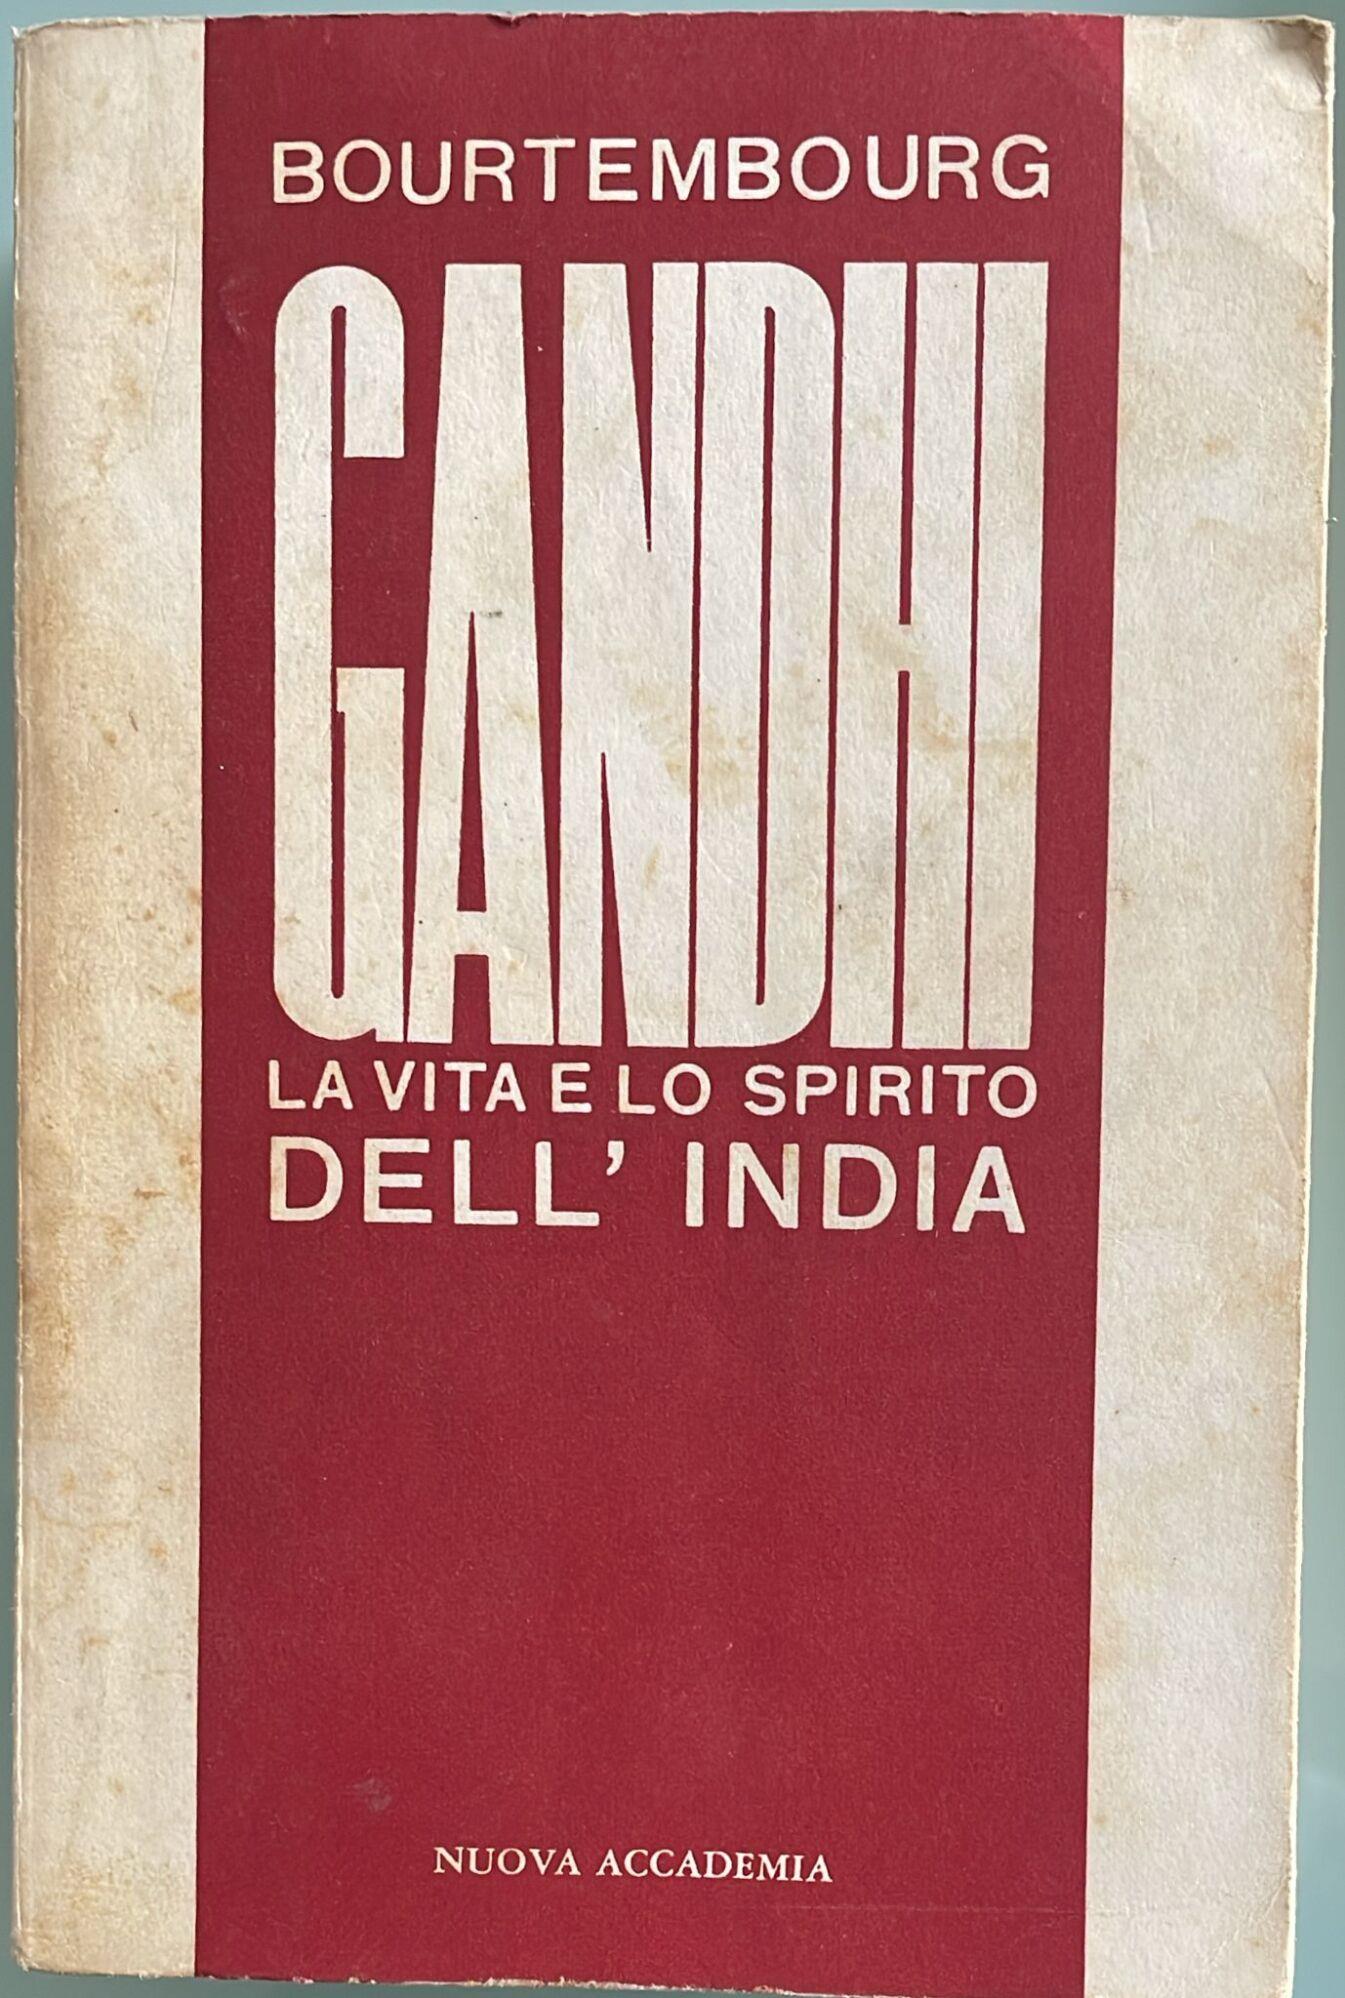 BOURTEMBOURG
GANDHI
LA VITA E LO SPIRITO
DELL' INDIA
NUOVA ACCADEMIA